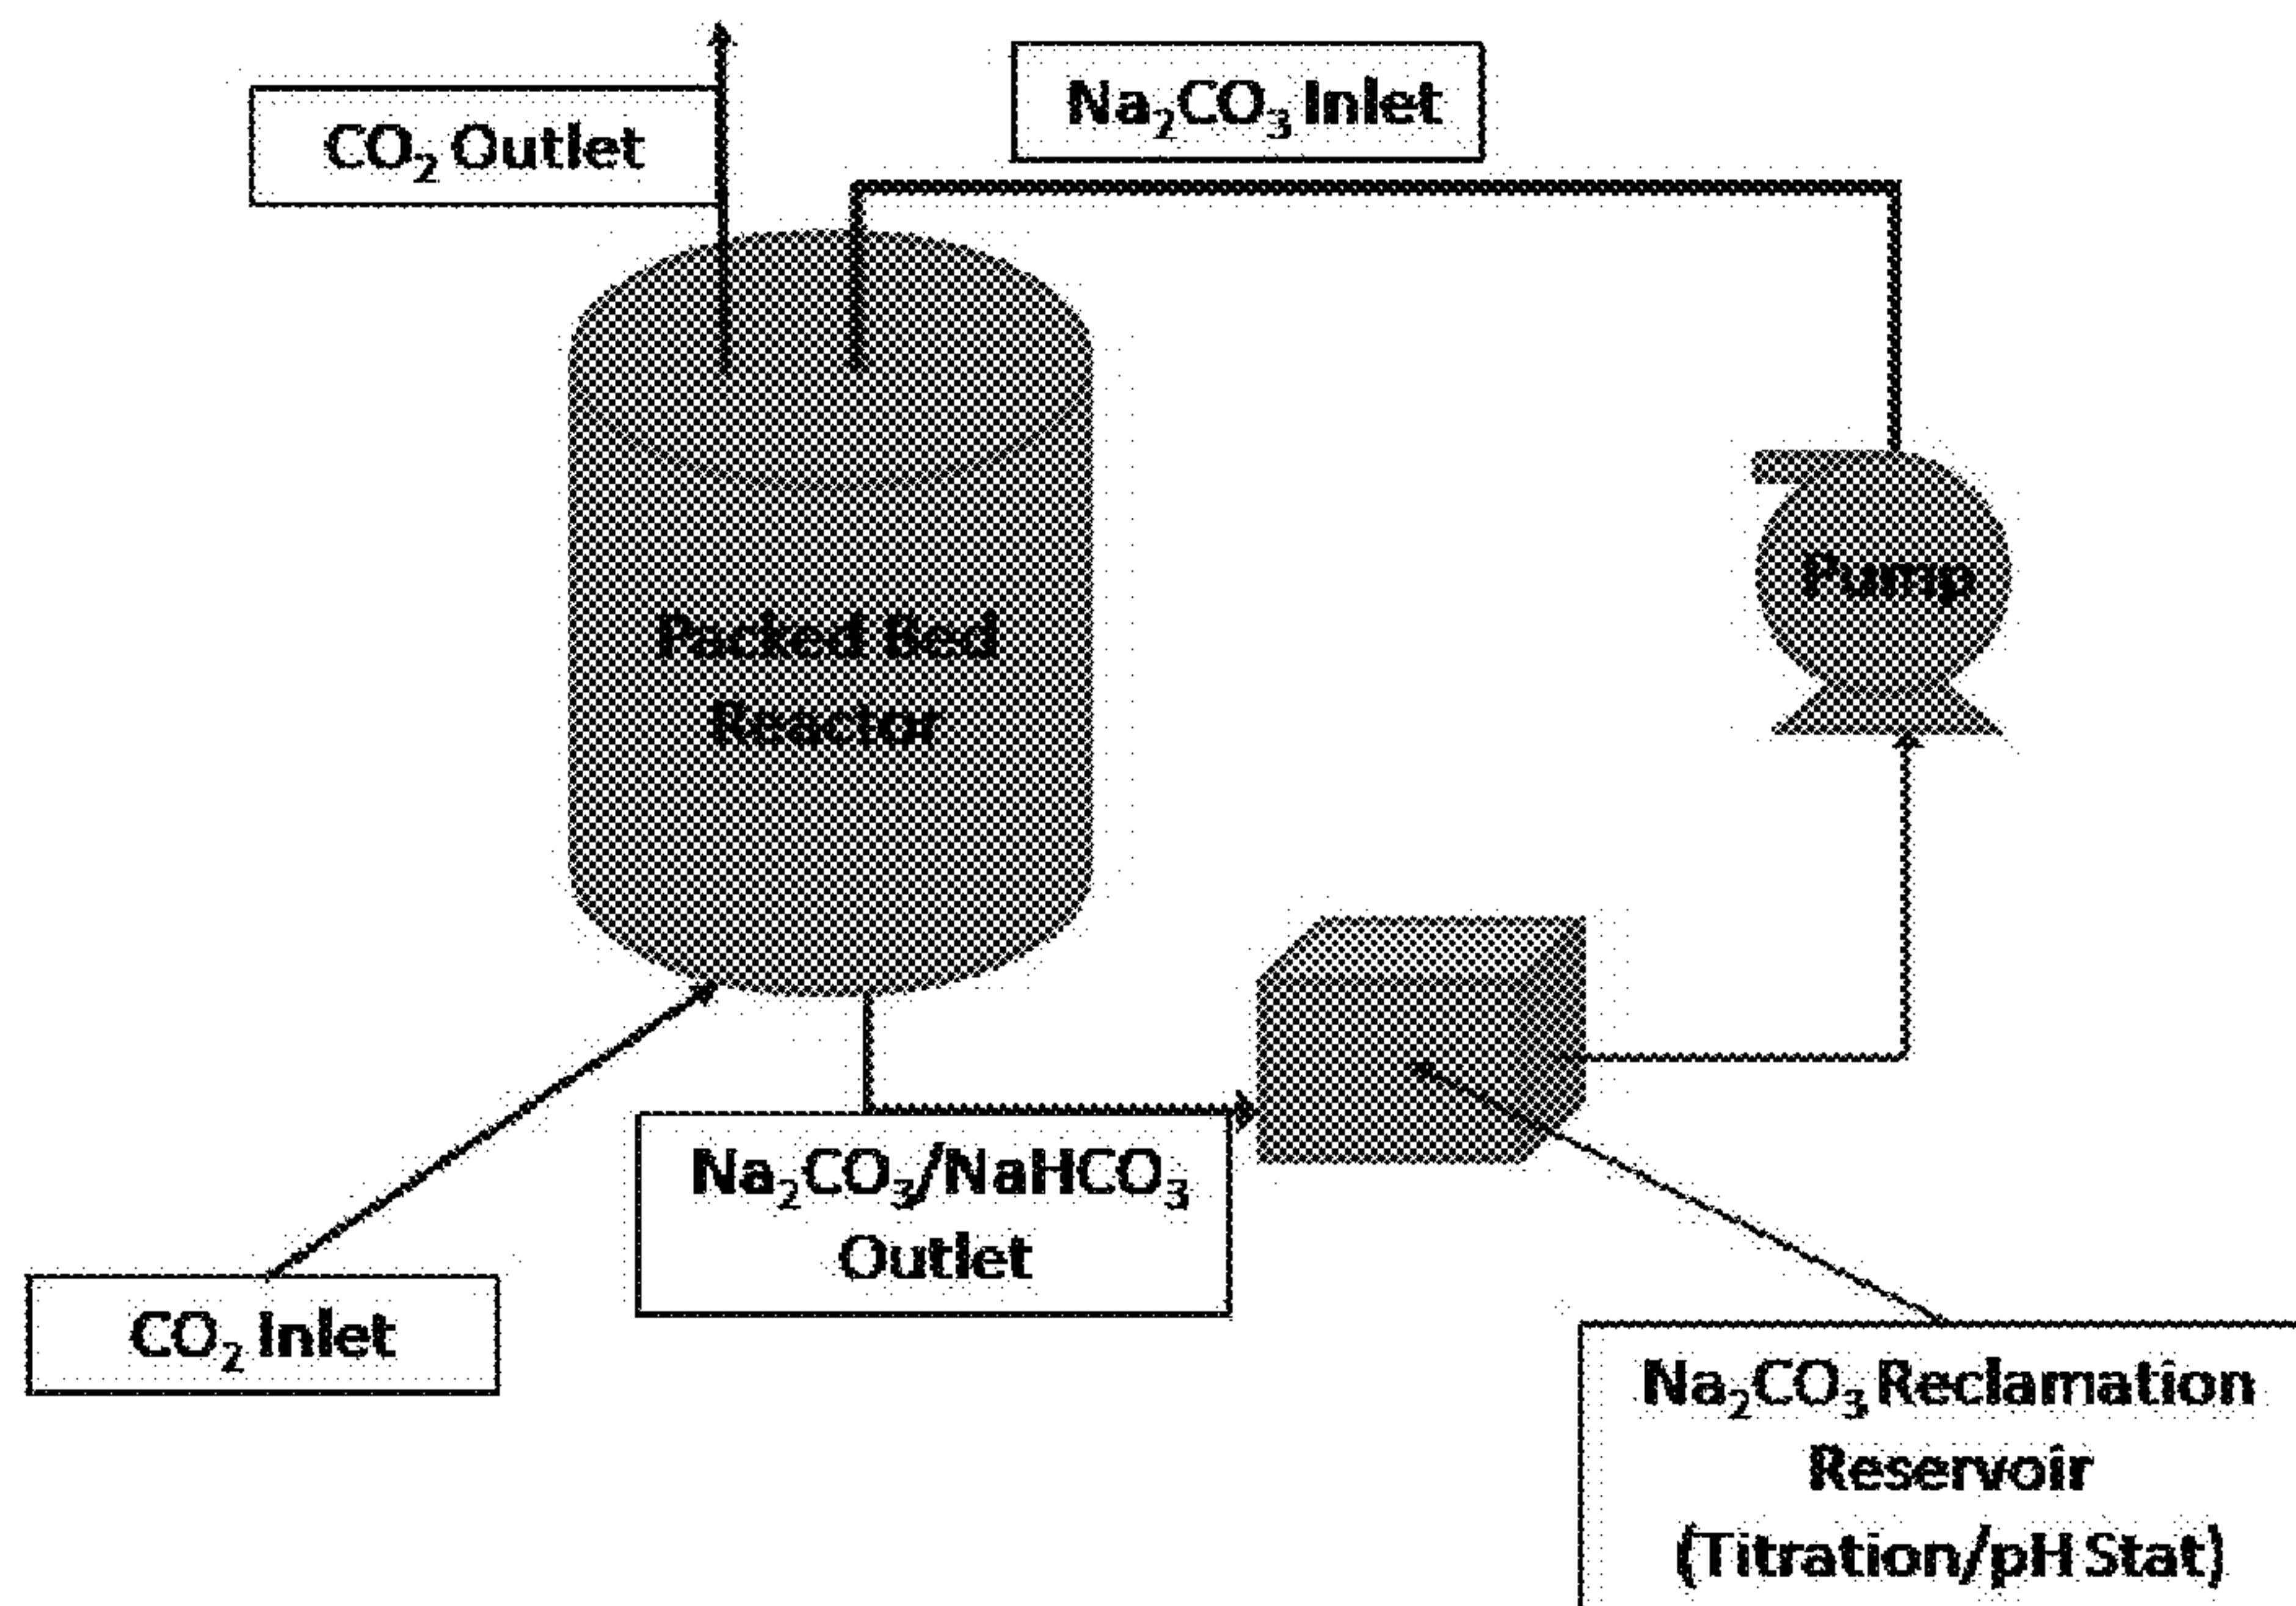 CO₂ Outlet
Na₂CO₃ Inlet
Pump
Packed Bed
Reactor
Na₂CO₃/NaHCO₃
Outlet
CO₂ Inlet
Na₂CO₃ Reclamation
Reservoir
(Titration/pH Stat)